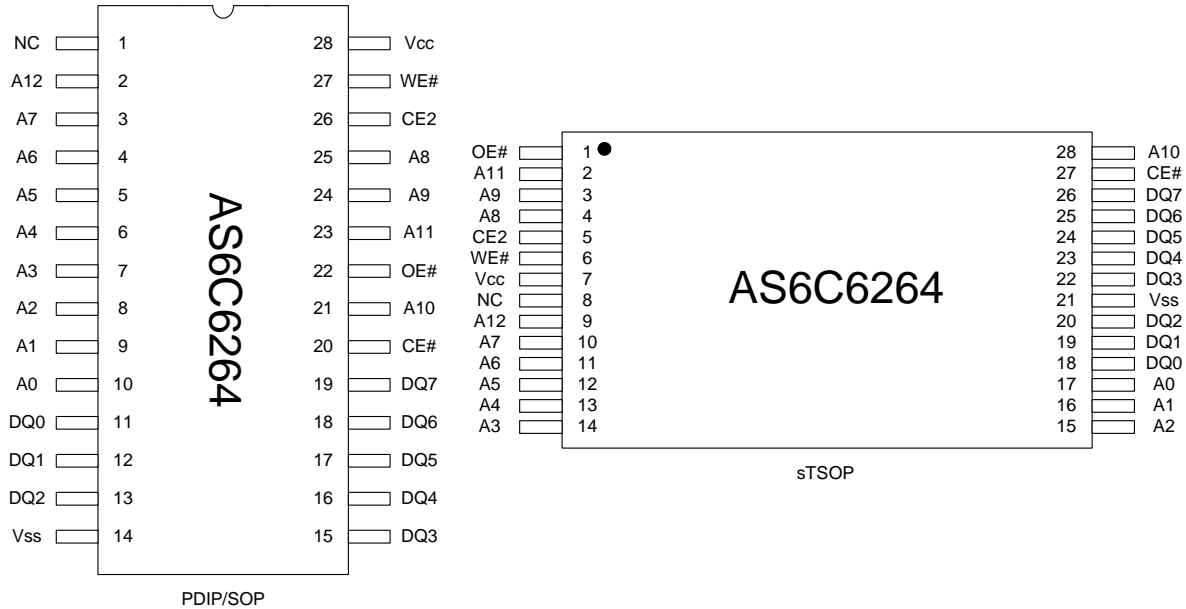 NC 1 28 Vcc
A12 2 27 WE#
A7 3 26 CE2
A6 4 25 A8
A5 5 24 A9
A4 6 23 A11
A3 7 22 OE#
A2 8 21 A10
A1 9 20 CE#
A0 10 19 DQ7
DQ0 11 18 DQ6
DQ1 12 17 DQ5
DQ2 13 16 DQ4
Vss 14 15 DQ3
AS6C6264
PDIP/SOP
OE# 1 28 A10
A11 2 27 CE#
A9 3 26 DQ7
A8 4 25 DQ6
CE2 5 24 DQ5
WE# 6 23 DQ4
Vcc 7 22 DQ3
NC 8 21 Vss
A12 9 20 DQ2
A7 10 19 DQ1
A6 11 18 DQ0
A5 12 17 A0
A4 13 16 A1
A3 14 15 A2
AS6C6264
sTSOP